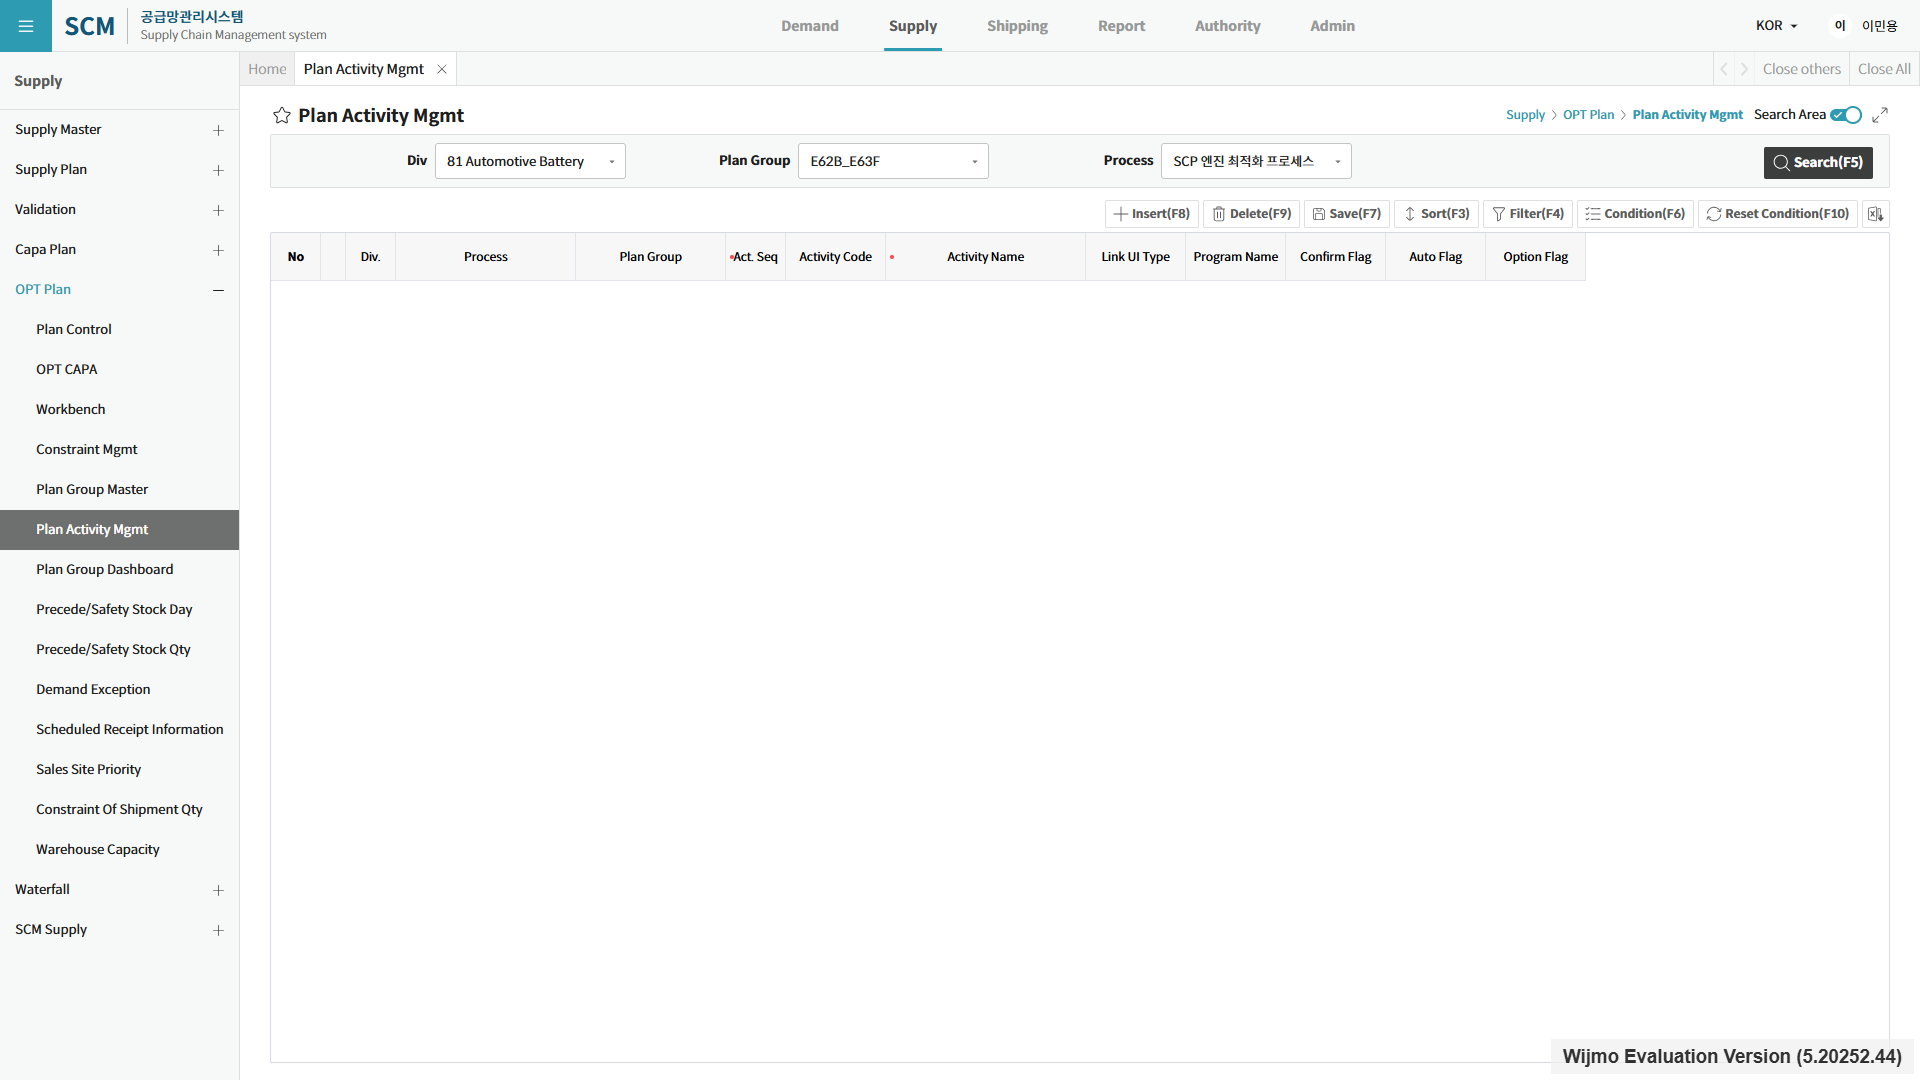 SCM
공급망관리시스템
Supply Chain Management system
Demand
Supply
Shipping
Report
Authority
Admin
KOR
이
이민용
Supply
Home
Plan Activity Mgmt
Close others
Close All
Supply Master
Supply Plan
Validation
Capa Plan
OPT Plan
Plan Control
OPT CAPA
Workbench
Constraint Mgmt
Plan Group Master
Plan Activity Mgmt
Plan Group Dashboard
Precede/Safety Stock Day
Precede/Safety Stock Qty
Demand Exception
Scheduled Receipt Information
Sales Site Priority
Constraint Of Shipment Qty
Warehouse Capacity
Waterfall
SCM Supply
Plan Activity Mgmt
Supply > OPT Plan > Plan Activity Mgmt
Search Area
Div
81 Automotive Battery
Plan Group
E62B_E63F
Process
SCP 엔진 최적화 프로세스
Search(F5)
Insert(F8)
Delete(F9)
Save(F7)
Sort(F3)
Filter(F4)
Condition(F6)
Reset Condition(F10)
No
Div.
Process
Plan Group
Act. Seq
Activity Code
Activity Name
Link UI Type
Program Name
Confirm Flag
Auto Flag
Option Flag
Wijmo Evaluation Version (5.20252.44)